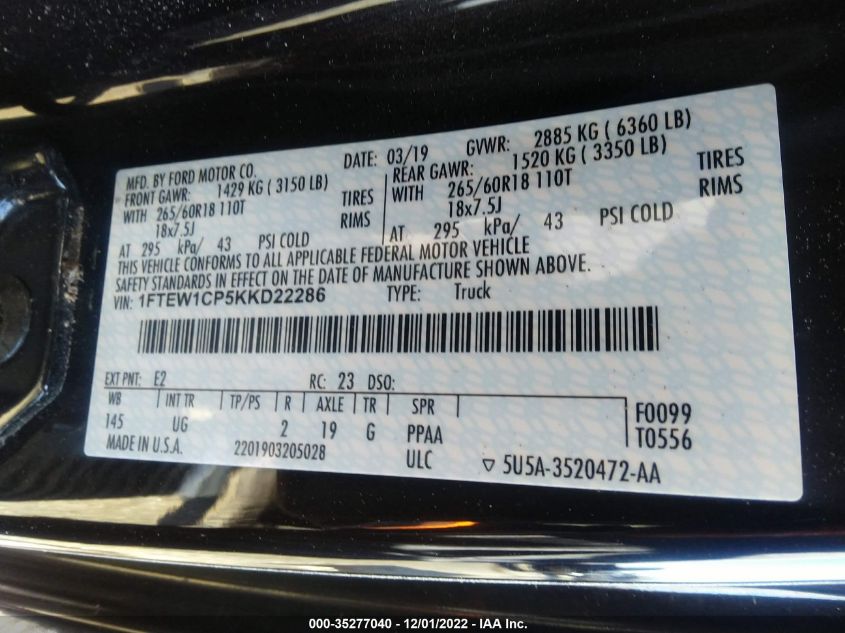 MFD. BY FORD MOTOR CO.
DATE: 03/19 GVWR: 2885 KG ( 6360 LB)
FRONT GAWR: 1429 KG ( 3150 LB)
WITH 265/60R18 110T TIRES
18x7.5J RIMS
AT 295 kPa/ 43 PSI COLD
REAR GAWR: 1520 KG ( 3350 LB)
WITH 265/60R18 110T TIRES
18x7.5J RIMS
AT 295 kPa/ 43 PSI COLD
THIS VEHICLE CONFORMS TO ALL APPLICABLE FEDERAL MOTOR VEHICLE
SAFETY STANDARDS IN EFFECT ON THE DATE OF MANUFACTURE SHOWN ABOVE.
VIN: 1FTEW1CP5KKD22286 TYPE: Truck
EXT PNT: E2 RC: 23 DSO:
WB INT TR TP/PS R AXLE TR SPR
145 UG 2 19 G PPAA
F0099
T0556
MADE IN U.S.A. 2201903205028 ULC ▽ 5U5A-3520472-AA
000-35277040 - 12/01/2022 - IAA Inc.